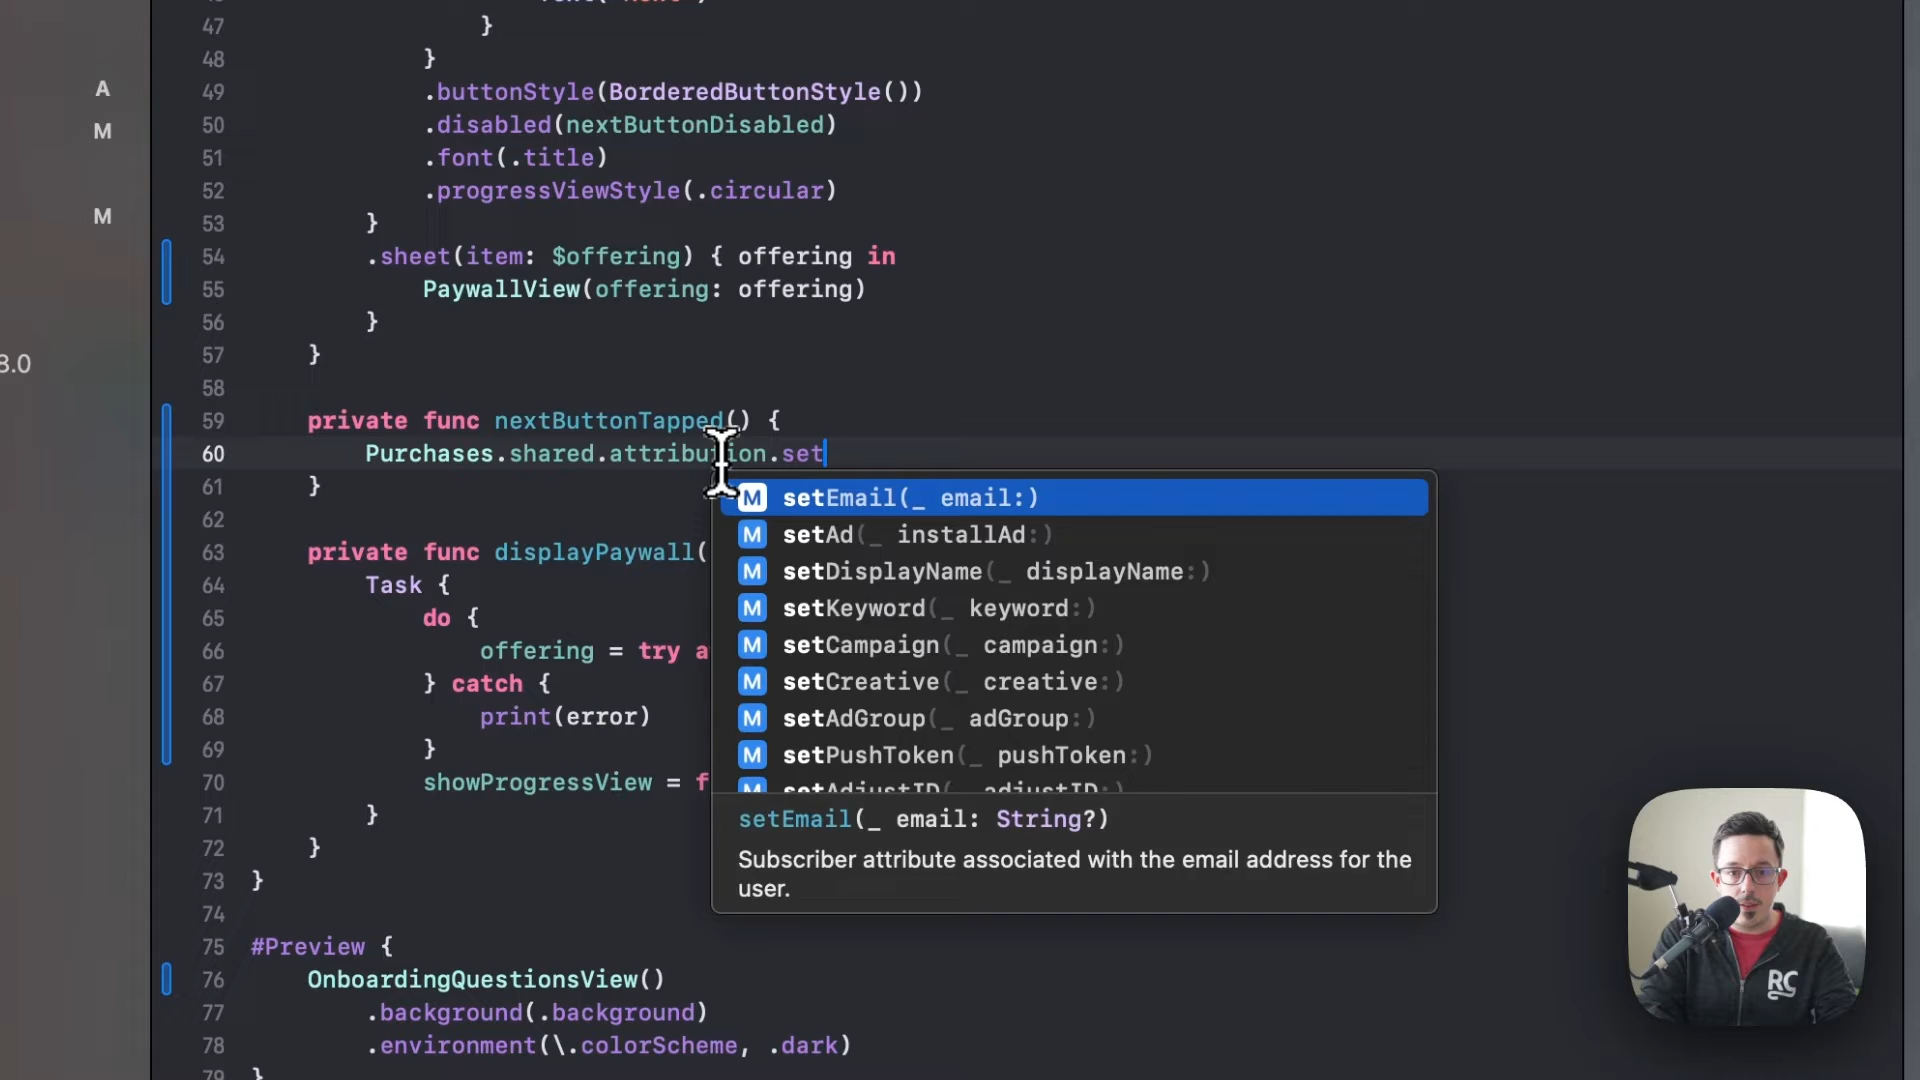 47 }
48 }
A 49 .buttonStyle(BorderedButtonStyle())
M 50 .disabled(nextButtonDisabled)
51 .font(.title)
52 .progressViewStyle(.circular)
M 53 }
54 .sheet(item: $offering) { offering in
55 PaywallView(offering: offering)
56 }
8.0 57 }
58
59 private func nextButtonTapped() {
60 Purchases.shared.attribution.set
61 }
M setEmail(_ email:)
62
M setAd(_ installAd:)
63 private func displayPaywall(
M setDisplayName(_ displayName:)
64 Task {
M setKeyword(_ keyword:)
65 do {
M setCampaign(_ campaign:)
66 offering = try a
M setCreative(_ creative:)
67 } catch {
M setAdGroup(_ adGroup:)
68 print(error)
M setPushToken(_ pushToken:)
69 }
M setAdjustID(_ adjustID:)
70 showProgressView = f
setEmail(_ email: String?)
71 }
Subscriber attribute associated with the email address for the
user.
72 }
73 }
74
75 #Preview {
76 OnboardingQuestionsView()
77 .background(.background)
78 .environment(\.colorScheme, .dark)
79 }
RC